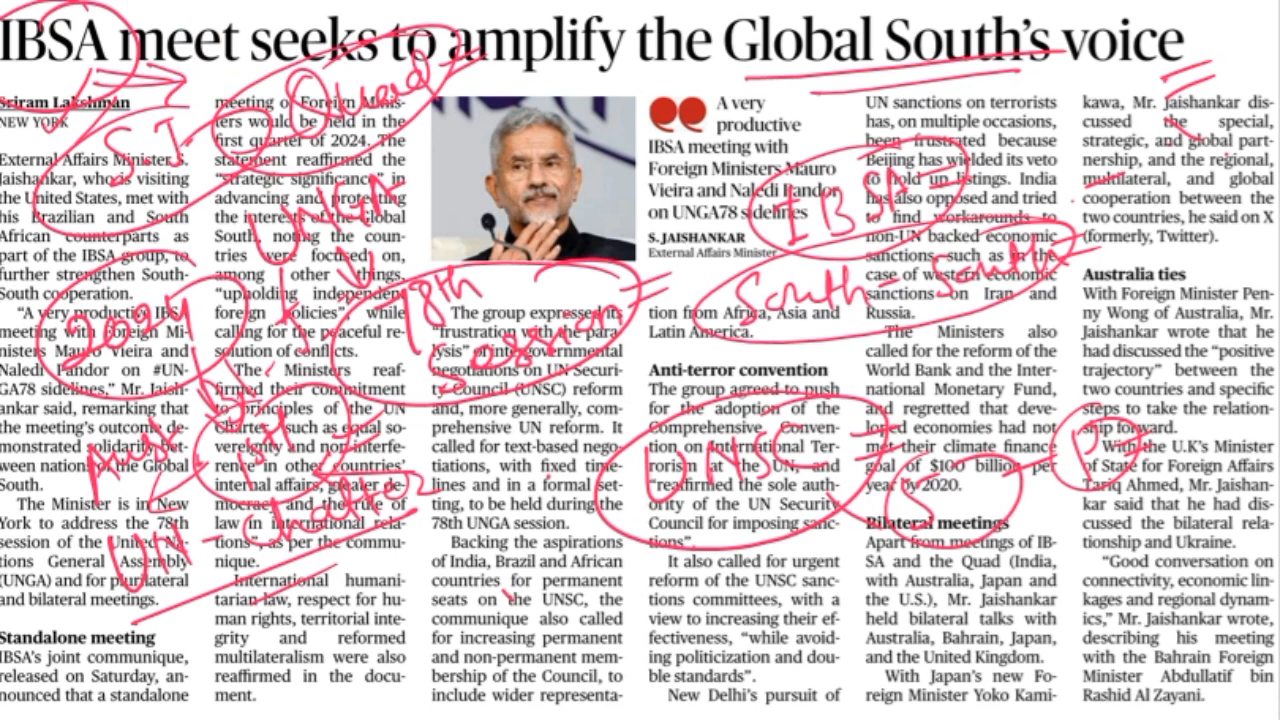 IBSA meet seeks to amplify the Global South's voice
Sriram Lakshman
NEW YORK
External Affairs Minister S.
Jaishankar, who is visiting
the United States, met with
his Brazilian and South
African counterparts as
part of the IBSA group, to
further strengthen South-
South cooperation.
"A very productive IBSA
meeting with Foreign Mi-
nisters Mauro Vieira and
Naledi Pandor on #UN-
GA78 sidelines," Mr. Jaish-
ankar said, remarking that
the meeting's outcome de-
monstrated solidarity bet-
ween nations of the Global
South.
The Minister is in New
York to address the 78th
session of the United Na-
tions General Assembly
(UNGA) and for plurilateral
and bilateral meetings.
Standalone meeting
IBSA's joint communique,
released on Saturday, an-
nounced that a standalone
meeting of Foreign Minis-
ters would be held in the
first quarter of 2024. The
statement reaffirmed the
"strategic significance" in
advancing and protecting
the interests of the Global
South, noting the coun-
tries were focused on,
among other things,
"upholding independent
foreign policies", while
calling for the peaceful re-
solution of conflicts.
The Ministers reaf-
firmed their commitment
to principles of the UN
Charter, such as equal so-
vereignty and non-interfe-
rence in other countries'
internal affairs, greater de-
mocracy and the rule of
law in international rela-
tions", as per the commu-
nique.
International humani-
tarian law, respect for hu-
man rights, territorial inte-
grity and reformed
multilateralism were also
reaffirmed in the docu-
ment.
The group expressed its
"frustration with the para-
lysis" of intergovernmental
negotiations on UN Securi-
ty Council (UNSC) reform
and, more generally, com-
prehensive UN reform. It
called for text-based nego-
tiations, with fixed time-
lines and in a formal set-
ting, to be held during the
78th UNGA session.
Backing the aspirations
of India, Brazil and African
countries for permanent
seats on the UNSC, the
communique also called
for increasing permanent
and non-permanent mem-
bership of the Council, to
include wider representa-
A very
productive
IBSA meeting with
Foreign Ministers Mauro
Vieira and Naledi Pandor
on UNGA78 sidelines
S. JAISHANKAR
External Affairs Minister
tion from Africa, Asia and
Latin America.
Anti-terror convention
The group agreed to push
for the adoption of the
Comprehensive Conven-
tion on International Ter-
rorism at the UN, and
"reaffirmed the sole auth-
ority of the UN Security
Council for imposing sanc-
tions".
It also called for urgent
reform of the UNSC sanc-
tions committees, with a
view to increasing their ef-
fectiveness, "while avoid-
ing politicization and dou-
ble standards".
New Delhi's pursuit of
UN sanctions on terrorists
has, on multiple occasions,
been frustrated because
Beijing has wielded its veto
to hold up listings. India
has also opposed and tried
to find workarounds to
non-UN backed economic
sanctions, such as in the
case of western economic
sanctions on Iran and
Russia.
The Ministers also
called for the reform of the
World Bank and the Inter-
national Monetary Fund,
and regretted that deve-
loped economies had not
met their climate finance
goal of $100 billion per
year by 2020.
Bilateral meetings
Apart from meetings of IB-
SA and the Quad (India,
with Australia, Japan and
the U.S.), Mr. Jaishankar
held bilateral talks with
Australia, Bahrain, Japan,
and the United Kingdom.
With Japan's new Fo-
reign Minister Yoko Kami-
kawa, Mr. Jaishankar dis-
cussed the special,
strategic, and global part-
nership, and the regional,
multilateral, and global
cooperation between the
two countries, he said on X
(formerly, Twitter).
Australia ties
With Foreign Minister Pen-
ny Wong of Australia, Mr.
Jaishankar wrote that he
had discussed the "positive
trajectory" between the
two countries and specific
steps to take the relation-
ship forward.
With the U.K's Minister
of State for Foreign Affairs
Tariq Ahmed, Mr. Jaishan-
kar said that he had dis-
cussed the bilateral rela-
tionship and Ukraine.
"Good conversation on
connectivity, economic lin-
kages and regional dynam-
ics," Mr. Jaishankar wrote,
describing his meeting
with the Bahrain Foreign
Minister Abdullatif bin
Rashid Al Zayani.
S.J.
Quad
UNGA
78th
Session
2024
UN-Charter
IBSA
South-South
UNSC
5
P